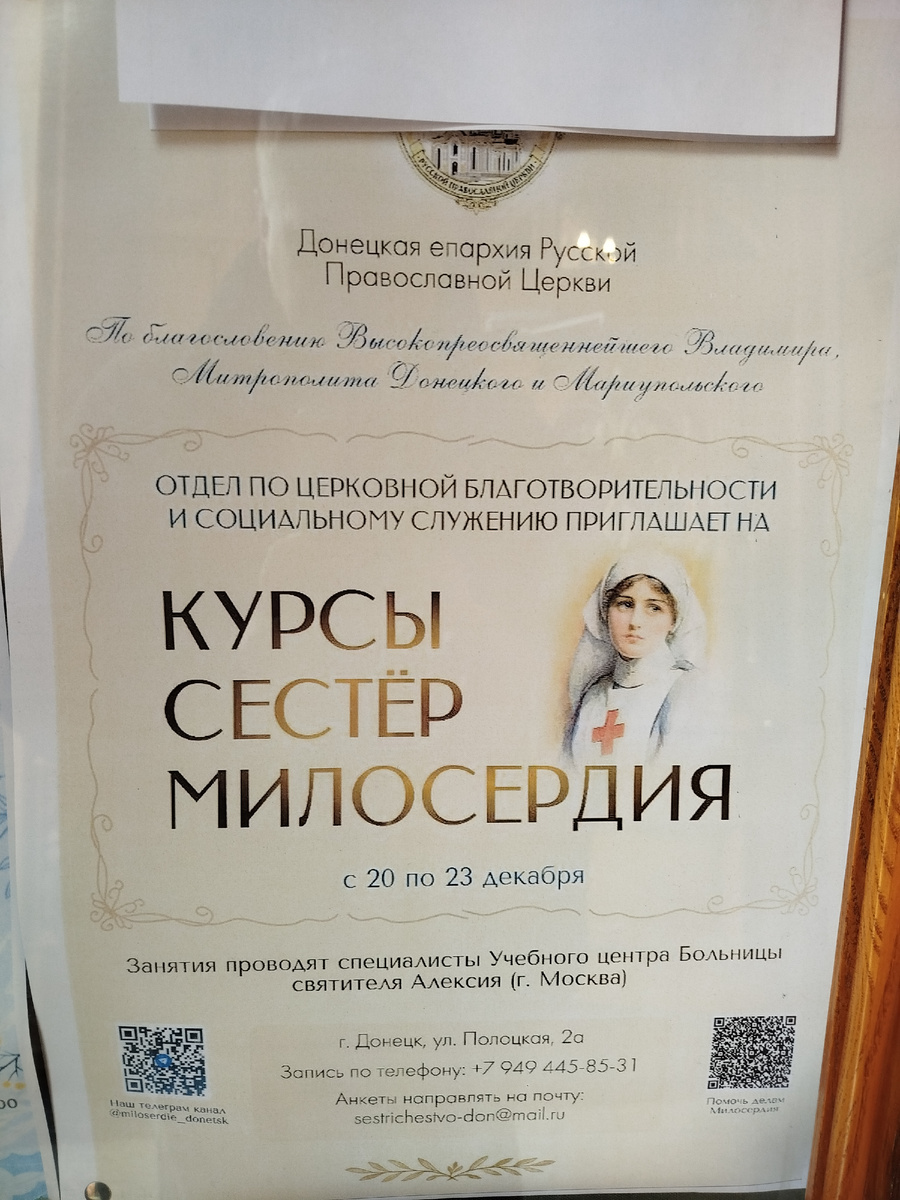 РУССКОЙ ПРАВОСЛАВНОЙ ЦЕРКВИ
Донецкая епархия Русской
Православной Церкви
По благословению Высокопреосвященнейшего Владимира,
Митрополита Донецкого и Мариупольского
ОТДЕЛ ПО ЦЕРКОВНОЙ БЛАГОТВОРИТЕЛЬНОСТИ
И СОЦИАЛЬНОМУ СЛУЖЕНИЮ ПРИГЛАШАЕТ НА
КУРСЫ
СЕСТЁР
МИЛОСЕРДИЯ
с 20 по 23 декабря
Занятия проводят специалисты Учебного центра Больницы
святителя Алексия (г. Москва)
г. Донецк, ул. Полоцкая, 2а
Запись по телефону: +7 949 445-85-31
Анкеты направлять на почту:
sestrichestvo-don@mail.ru
Наш телеграм канал
@miloserdie_donetsk
Помочь делам
Милосердия